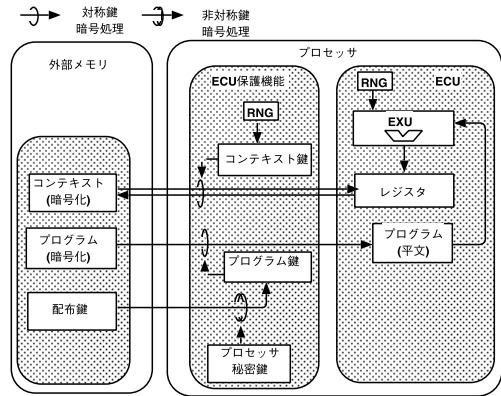 対称鍵
暗号処理
非対称鍵
暗号処理
プロセッサ
外部メモリ
ECU保護機能
ECU
RNG
RNG
EXU
コンテキスト鍵
コンテキスト
(暗号化)
レジスタ
プログラム
(暗号化)
プログラム
(平文)
プログラム鍵
配布鍵
プロセッサ
秘密鍵